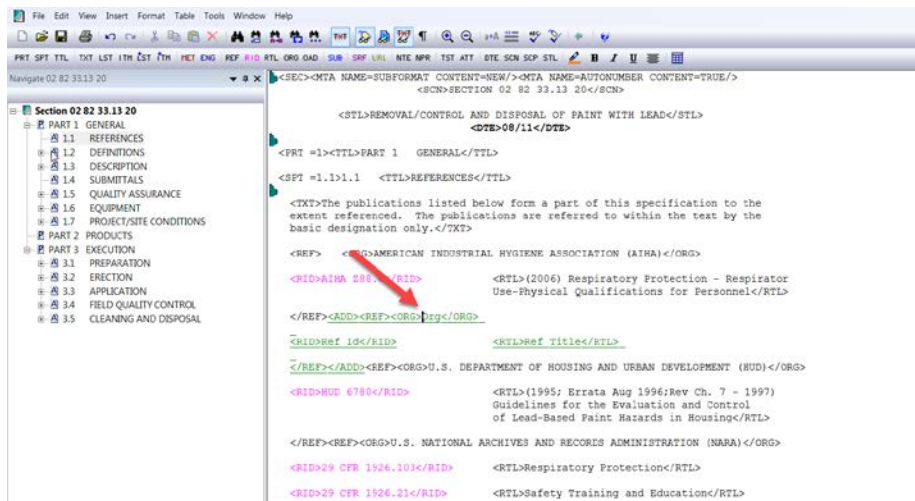 File Edit View Insert Format Table Tools Window Help
PRT SPT TTL TXT LST ITM ĊST ĊTM MET ENG REF RID RTL ORG OAD SUB SRF URL NTE NPR TST ATT DTE SCN SCP STL B I U
Navigate 02 82 33.13 20
<SEC><MTA NAME=SUBFORMAT CONTENT=NEW/><MTA NAME=AUTONUMBER CONTENT=TRUE/>
<SCN>SECTION 02 82 33.13 20</SCN>
<STL>REMOVAL/CONTROL AND DISPOSAL OF PAINT WITH LEAD</STL>
<DTE>08/11</DTE>
<PRT =1><TTL>PART 1 GENERAL</TTL>
<SPT =1.1>1.1 <TTL>REFERENCES</TTL>
<TXT>The publications listed below form a part of this specification to the
extent referenced. The publications are referred to within the text by the
basic designation only.</TXT>
<REF> AMERICAN INDUSTRIAL HYGIENE ASSOCIATION (AIHA)</ORG>
<RID>AIHA </RID> <RTL>(2006) Respiratory Protection - Respirator
Use-Physical Qualifications for Personnel</RTL>
</REF><ADD><REF><ORG>Org</ORG>
<RID>Ref Id</RID> <RTL>Ref Title</RTL>
</REF></ADD><REF><ORG>U.S. DEPARTMENT OF HOUSING AND URBAN DEVELOPMENT (HUD)</ORG>
<RID>HUD 6780</RID> <RTL>(1995; Errata Aug 1996;Rev Ch. 7 - 1997)
Guidelines for the Evaluation and Control
of Lead-Based Paint Hazards in Housing</RTL>
</REF><REF><ORG>U.S. NATIONAL ARCHIVES AND RECORDS ADMINISTRATION (NARA)</ORG>
<RID>29 CFR 1926.103</RID> <RTL>Respiratory Protection</RTL>
<RID>29 CFR 1926.21</RID> <RTL>Safety Training and Education</RTL>
Section 02 82 33.13 20
PART 1 GENERAL
1.1 REFERENCES
1.2 DEFINITIONS
1.3 DESCRIPTION
1.4 SUBMITTALS
1.5 QUALITY ASSURANCE
1.6 EQUIPMENT
1.7 PROJECT/SITE CONDITIONS
PART 2 PRODUCTS
PART 3 EXECUTION
3.1 PREPARATION
3.2 ERECTION
3.3 APPLICATION
3.4 FIELD QUALITY CONTROL
3.5 CLEANING AND DISPOSAL